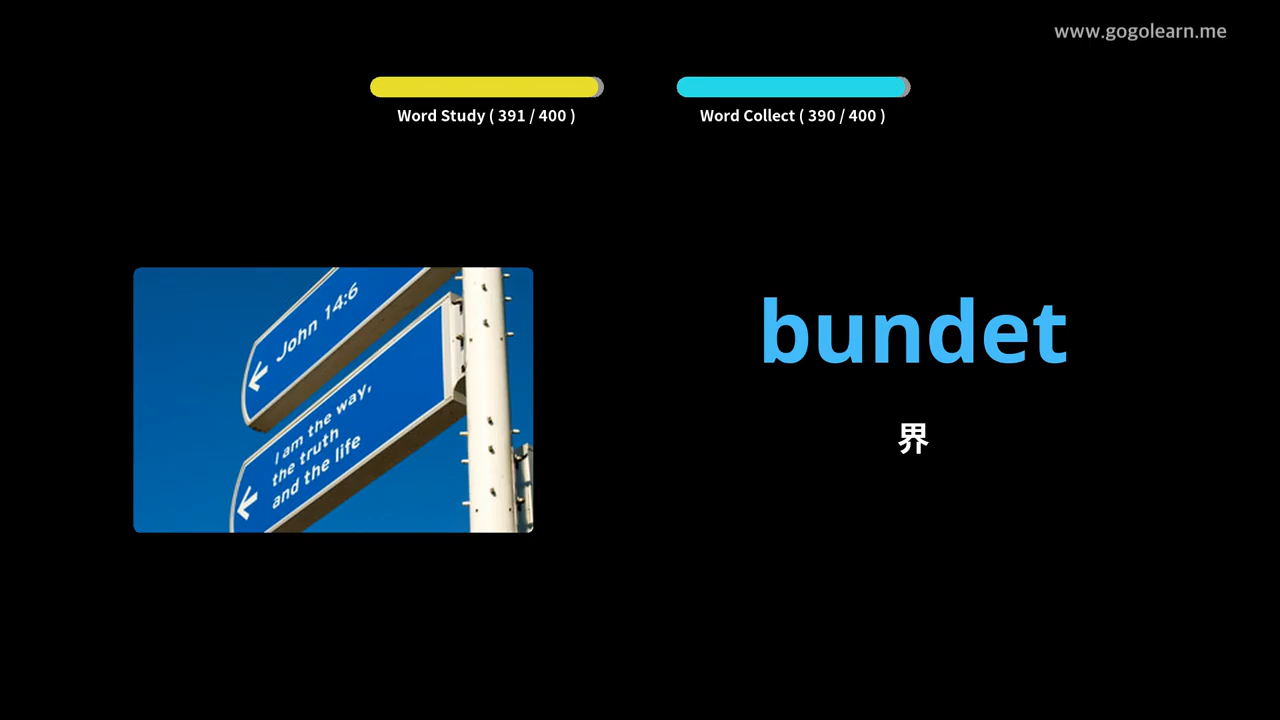 www.gogolearn.me
Word Study ( 391 / 400 )
Word Collect ( 390 / 400 )
John 14:6
I am the way,
the truth
and the life
bundet
界